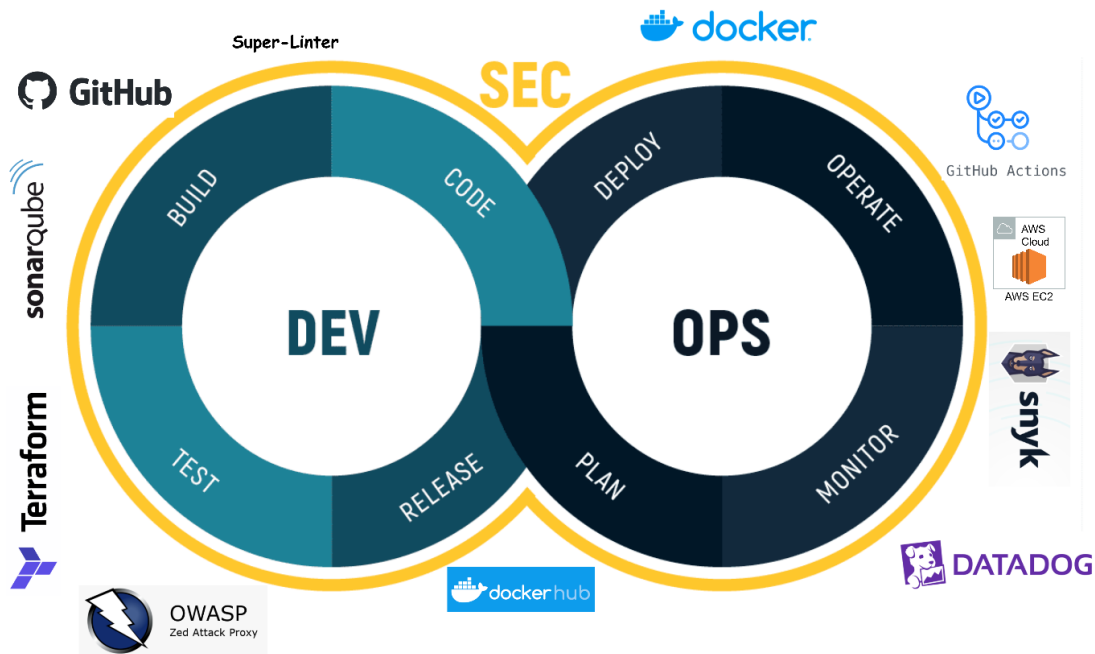 docker
Super-Linter
SEC
GitHub
CODE
DEPLOY
BUILD
OPERATE
GitHub Actions
sonarqube
AWS
Cloud
AWS EC2
DEV
OPS
snyk
Terraform
TEST
RELEASE
PLAN
MONITOR
DATADOG
docker hub
OWASP
Zed Attack Proxy